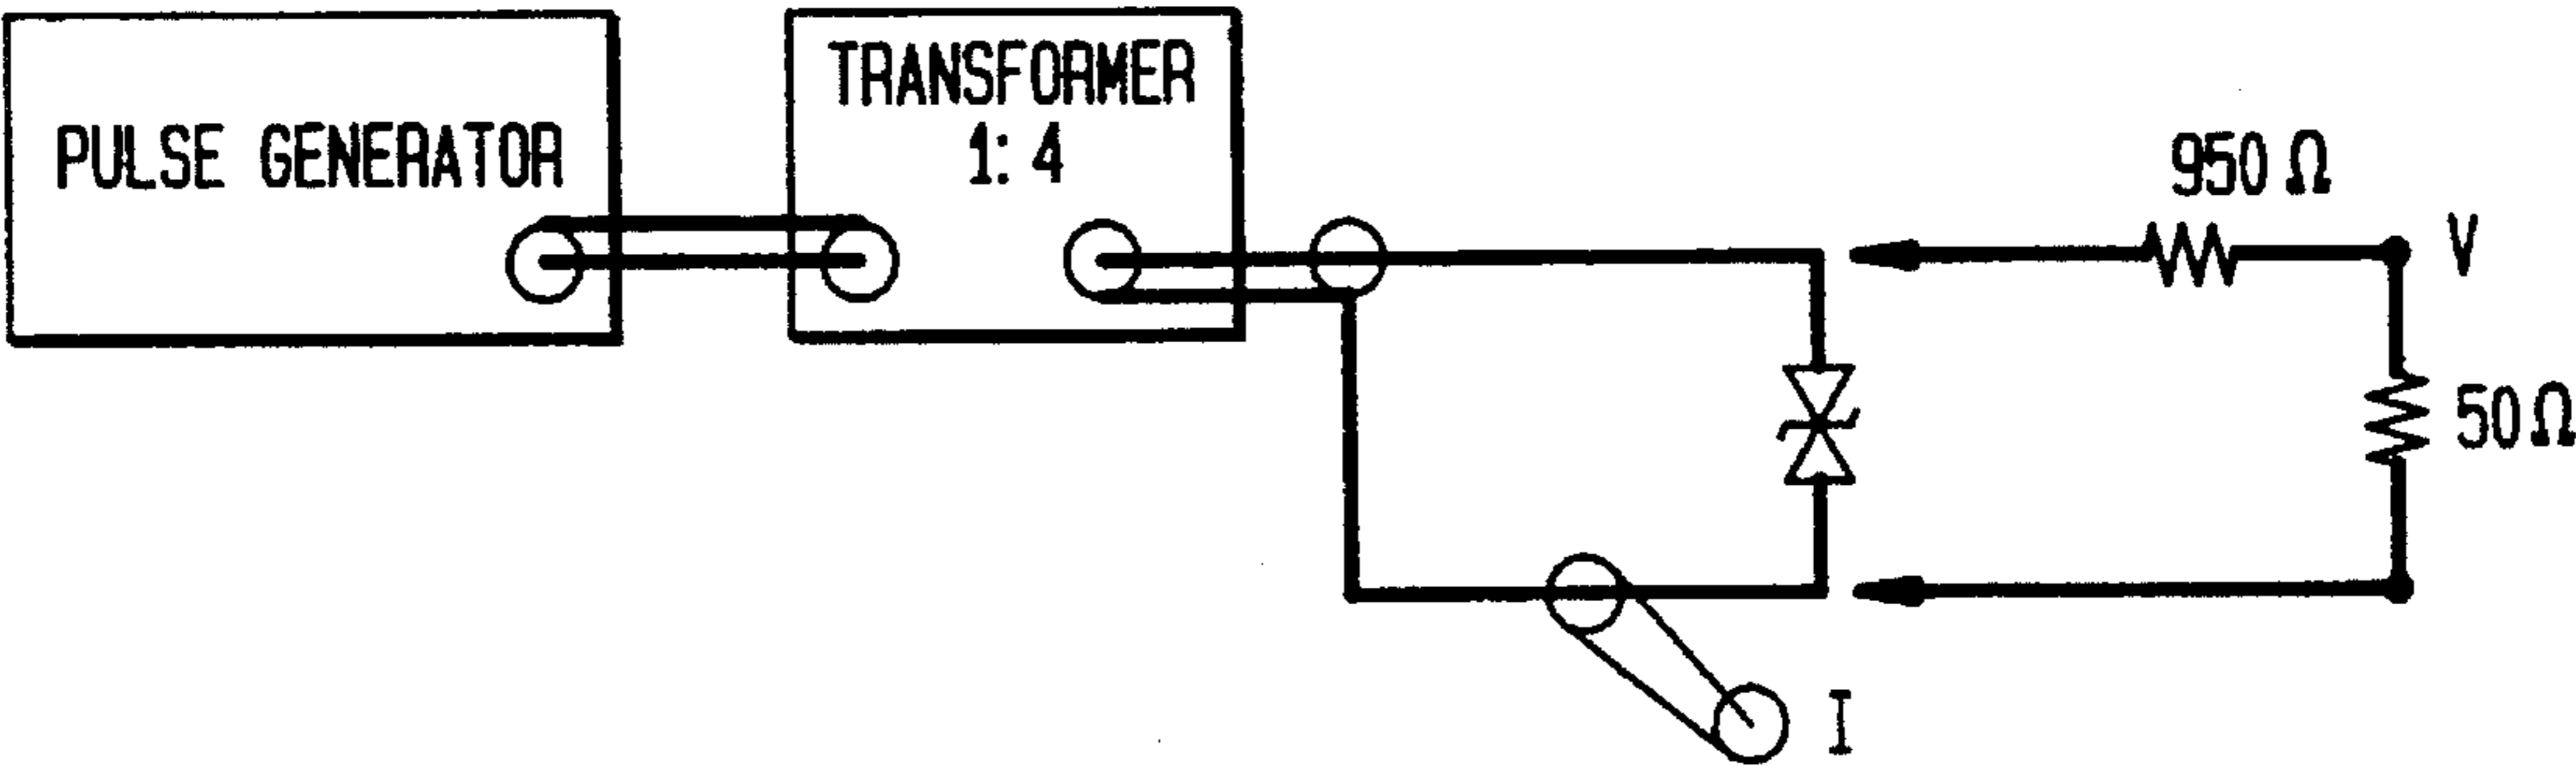 PULSE GENERATOR
TRANSFORMER
1:4
950 Ω
V
50 Ω
I